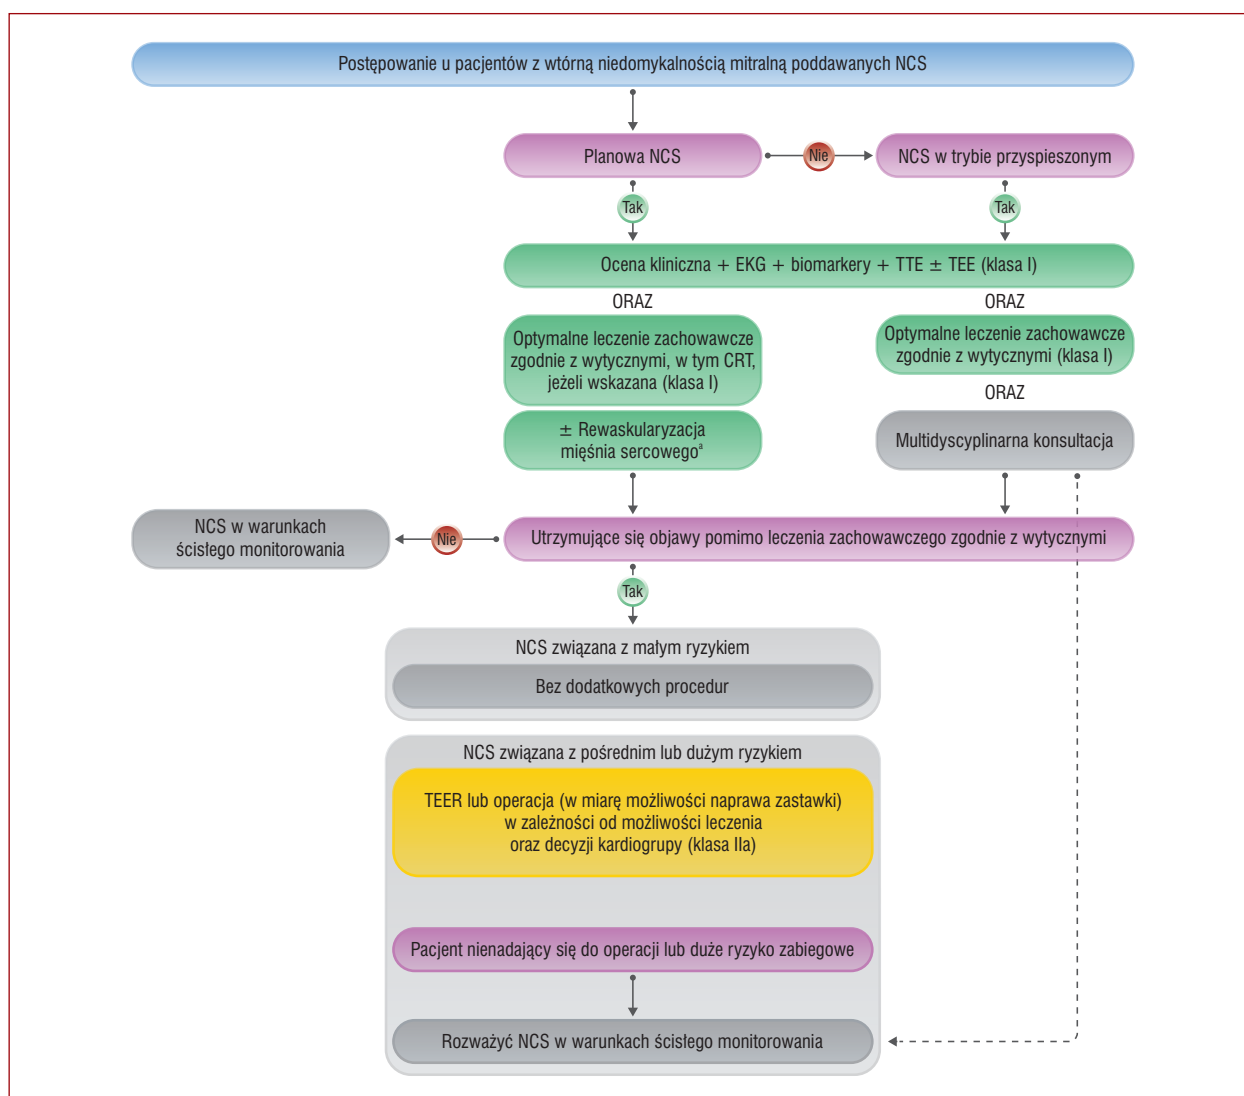 Postępowanie u pacjentów z wtórną niedomykalnością mitralną poddawanych NCS
Planowa NCS
Nie
NCS w trybie przyspieszonym
Tak
Tak
Ocena kliniczna + EKG + biomarkery + TTE ± TEE (klasa I)
ORAZ
ORAZ
Optymalne leczenie zachowawcze
zgodnie z wytycznymi, w tym CRT,
jeżeli wskazana (klasa I)
Optymalne leczenie zachowawcze
zgodnie z wytycznymi (klasa I)
ORAZ
± Rewaskularyzacja
mięśnia sercowegoª
Multidyscyplinarna konsultacja
NCS w warunkach
ścisłego monitorowania
Nie
Utrzymujące się objawy pomimo leczenia zachowawczego zgodnie z wytycznymi
Tak
NCS związana z małym ryzykiem
Bez dodatkowych procedur
NCS związana z pośrednim lub dużym ryzykiem
TEER lub operacja (w miarę możliwości naprawa zastawki)
w zależności od możliwości leczenia
oraz decyzji kardiogrupy (klasa IIa)
Pacjent nienadający się do operacji lub duże ryzyko zabiegowe
Rozważyć NCS w warunkach ścisłego monitorowania